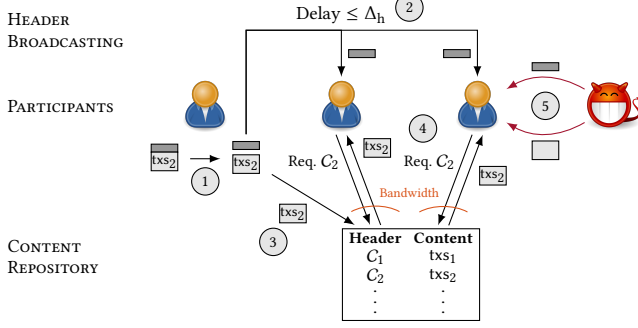 HEADER
BROADCASTING
Delay ≤ Δh
2
PARTICIPANTS
5
4
txs2
txs2
1
Req. C2
txs2
Req. C2
txs2
Bandwidth
txs2
3
CONTENT
REPOSITORY
Header Content
C1 txs1
C2 txs2
. .
. .
. .